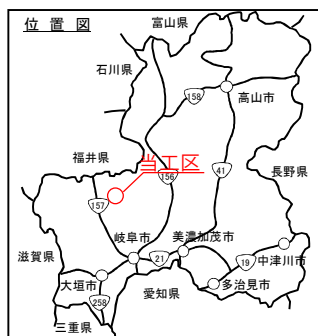 位置図
富山県
石川県
158
高山市
福井県
当工区
156
41
長野県
157
滋賀県
岐阜市
美濃加茂市
21
19
中津川市
大垣市
愛知県
多治見市
258
三重県